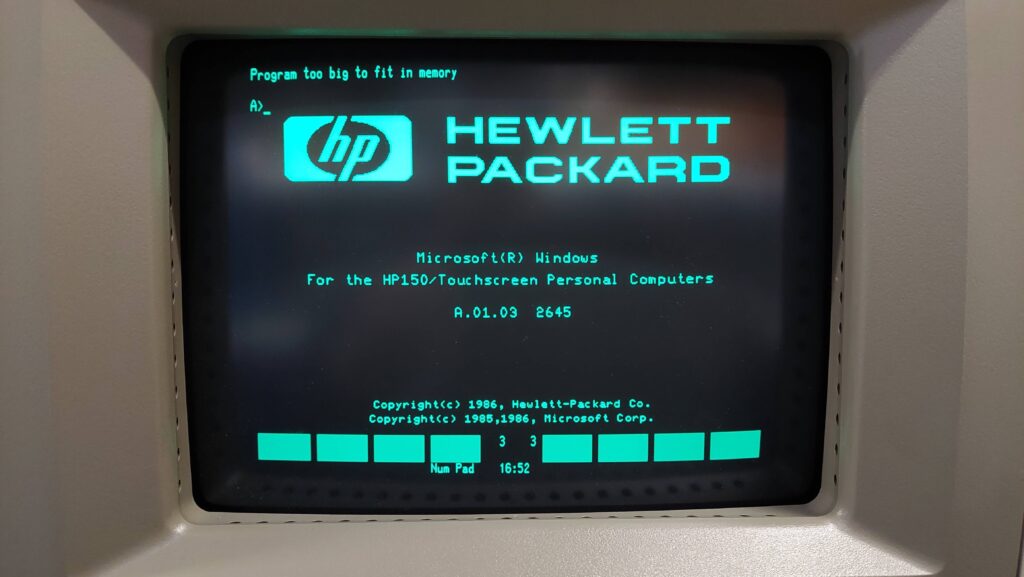 Program too big to fit in memory
A>_
hp HEWLETT
PACKARD
Microsoft(R) Windows
For the HP150/Touchscreen Personal Computers
A.01.03 2645
Copyright(c) 1986, Hewlett-Packard Co.
Copyright(c) 1985,1986, Microsoft Corp.
3 3
Num Pad 16:52